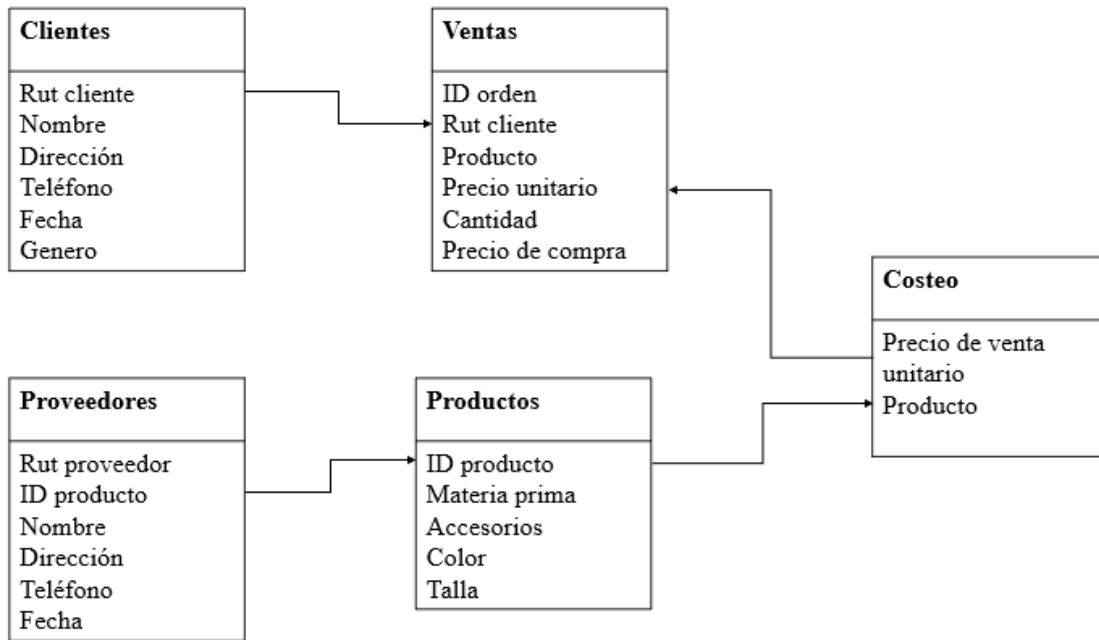 Clientes
Rut cliente
Nombre
Dirección
Teléfono
Fecha
Genero
Ventas
ID orden
Rut cliente
Producto
Precio unitario
Cantidad
Precio de compra
Costeo
Precio de venta
unitario
Producto
Proveedores
Rut proveedor
ID producto
Nombre
Dirección
Teléfono
Fecha
Productos
ID producto
Materia prima
Accesorios
Color
Talla